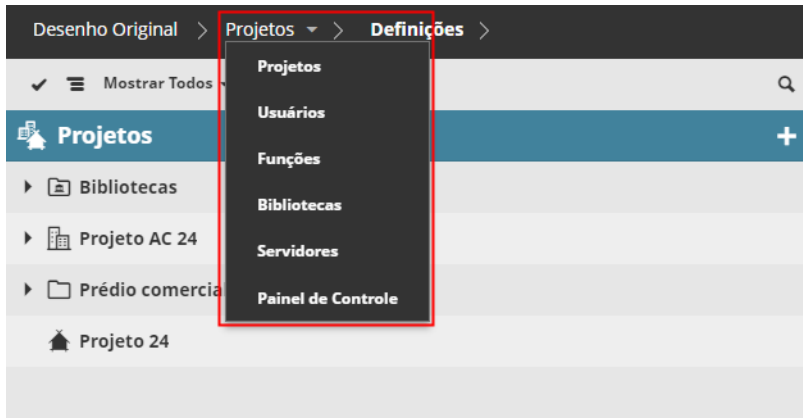 Desenho Original > Projetos > Definições >
Projetos
Mostrar Todos
Usuários
Projetos
Funções
Bibliotecas
Bibliotecas
Projeto AC 24
Servidores
Prédio comercia
Painel de Controle
Projeto 24